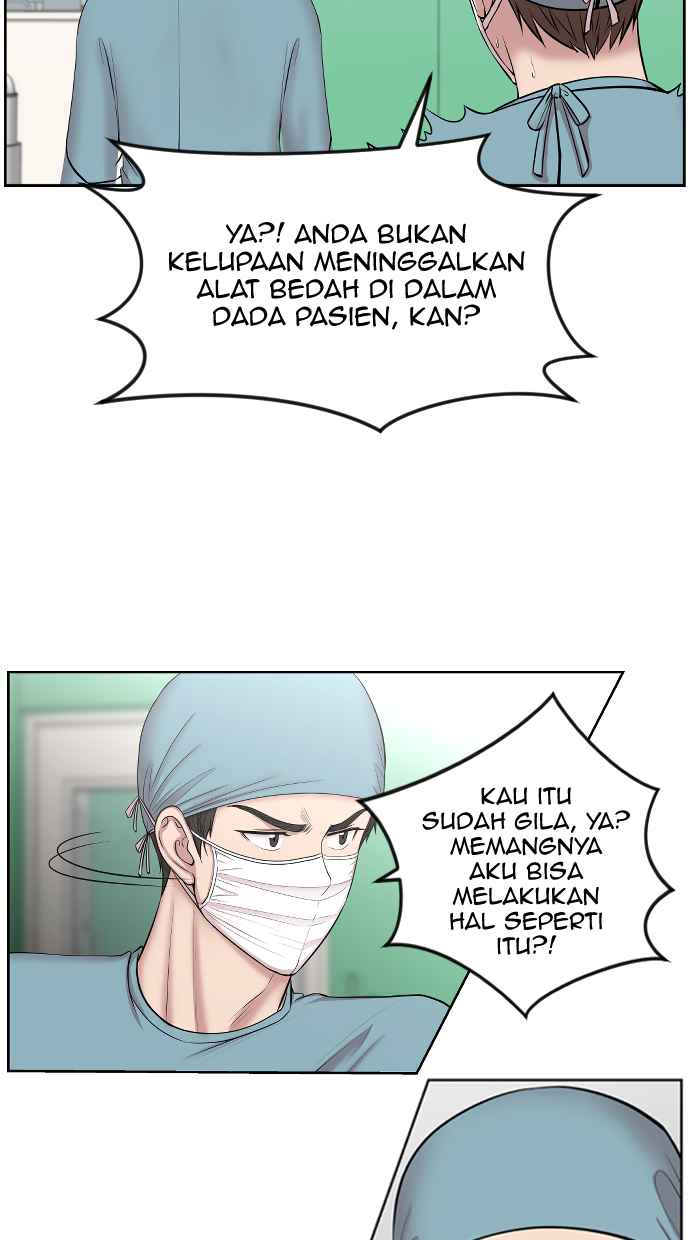 YA?! ANDA BUKAN
KELUPAAN MENINGGALKAN
ALAT BEDAH DI DALAM
DADA PASIEN, KAN?
KAU ITU
SUDAH GILA, YA?
MEMANGNYA
AKU BISA
MELAKUKAN
HAL SEPERTI
ITU?!